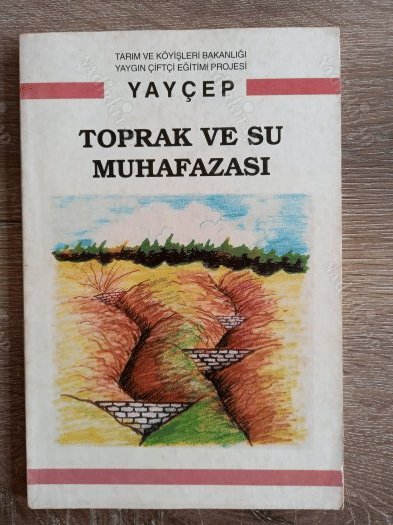 TARIM VE KÖYİŞLERİ BAKANLIĞI
YAYGIN ÇİFTÇİ EĞİTİMİ PROJESİ
YAYÇEP
TOPRAK VE SU
MUHAFAZASI